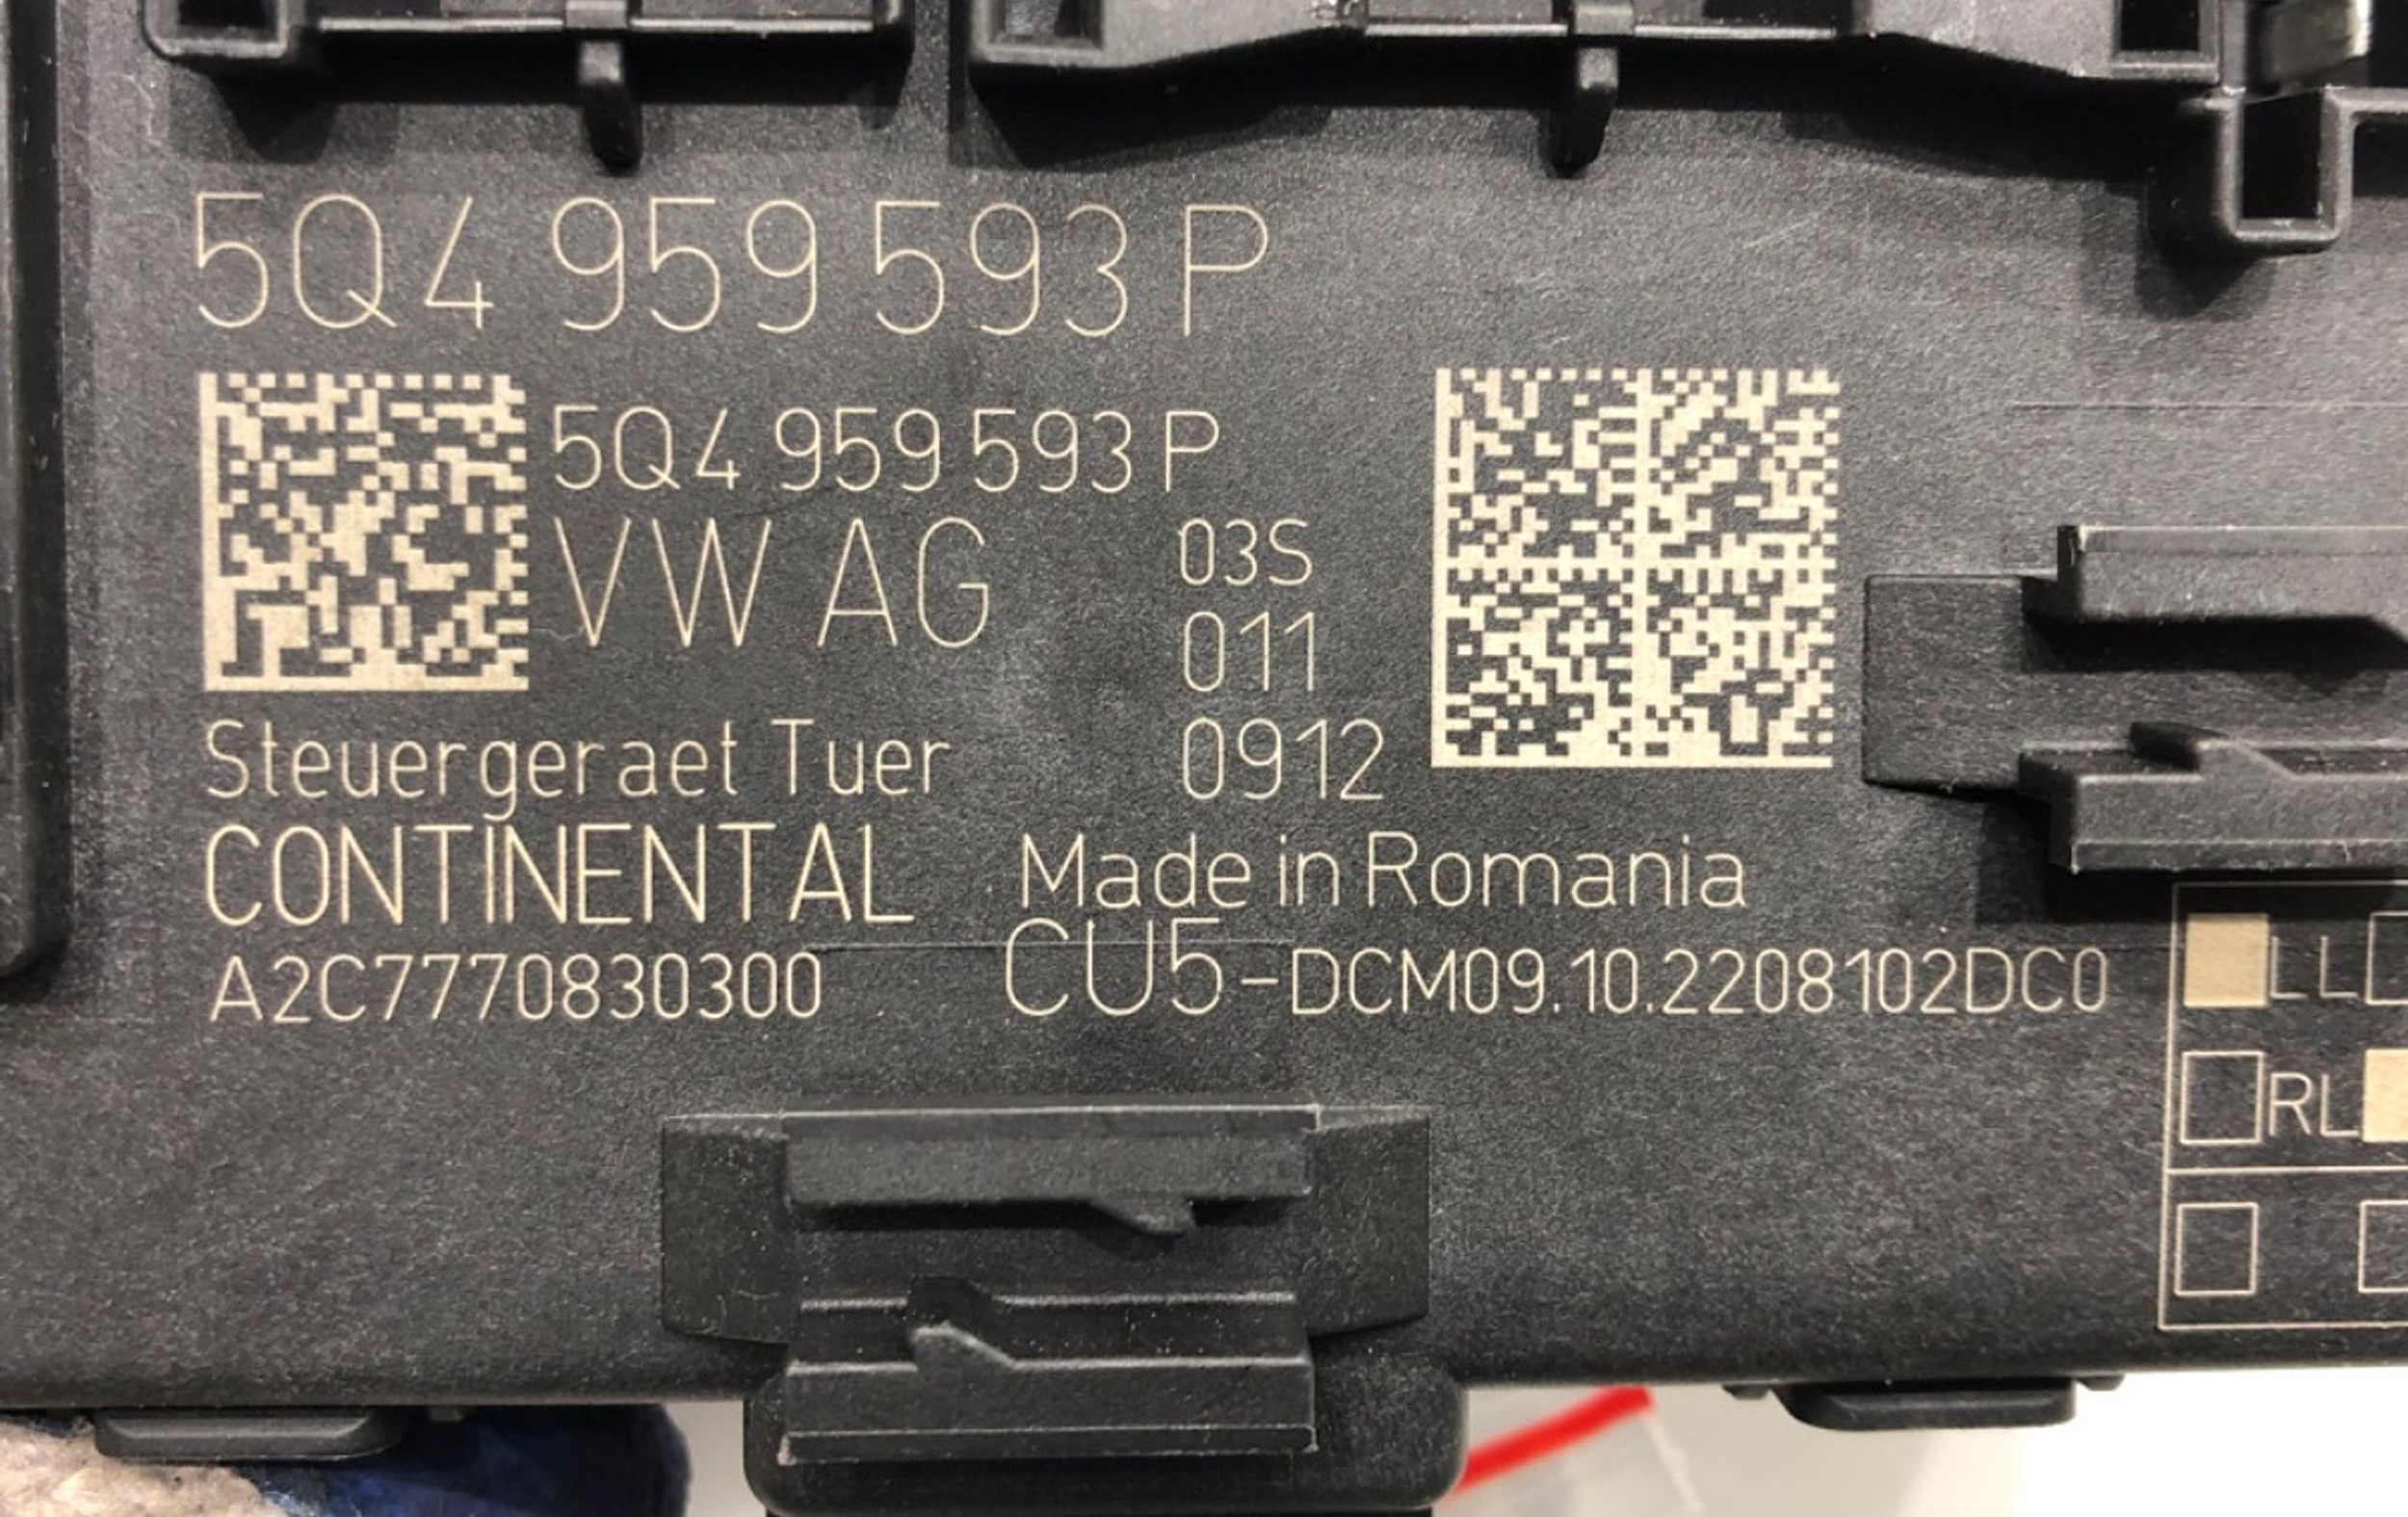 5Q4 959 593 P
5Q4 959 593 P
VW AG
03S
011
0912
Steuergeraet Tuer
CONTINENTAL
Made in Romania
A2C7770830300
CU5-DCM09.10.2208102DC0
LL
RL